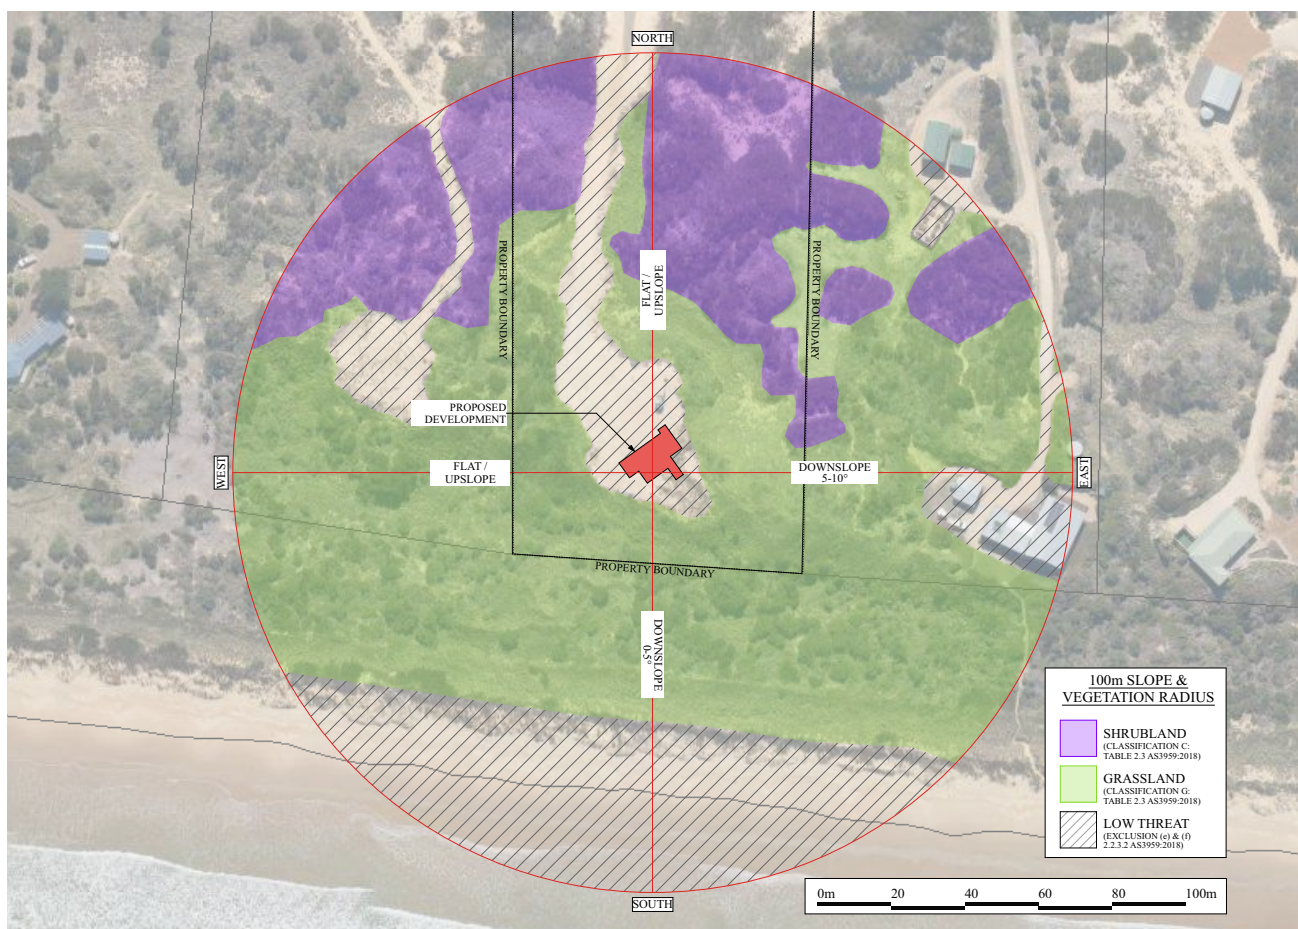 NORTH
PROPERTY BOUNDARY
FLAT /
UPSLOPE
PROPERTY BOUNDARY
PROPOSED
DEVELOPMENT
WEST
FLAT /
UPSLOPE
DOWNSLOPE
5-10°
EAST
PROPERTY BOUNDARY
DOWNSLOPE
0-5°
100m SLOPE &
VEGETATION RADIUS
SHRUBLAND
(CLASSIFICATION C:
TABLE 2.3 AS3959:2018)
GRASSLAND
(CLASSIFICATION G:
TABLE 2.3 AS3959:2018)
LOW THREAT
(EXCLUSION (e) & (f)
2.2.3.2 AS3959:2018)
0m 20 40 60 80 100m
SOUTH